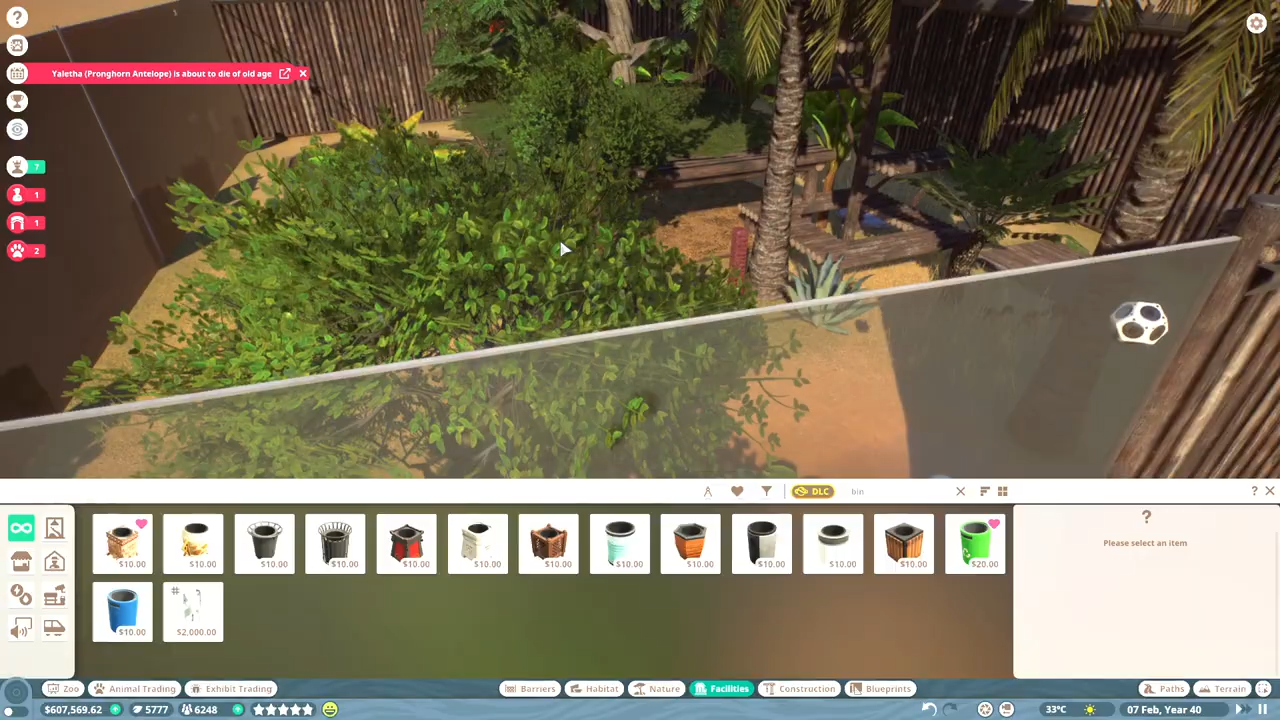 ?
Yaletha (Pronghorn Antelope) is about to die of old age
?
1
1
2
DLC bin ?
$10.00 $10.00 $10.00 $10.00 $10.00 $10.00 $10.00 $10.00 $10.00 $10.00 $10.00 $10.00 $20.00
?
Please select an item
$10.00 # $2,000.00
Zoo Animal Trading Exhibit Trading Barriers Habitat Nature Facilities Construction Blueprints Paths Terrain
$607,569.62 5777 6248 33°C 07 Feb, Year 40